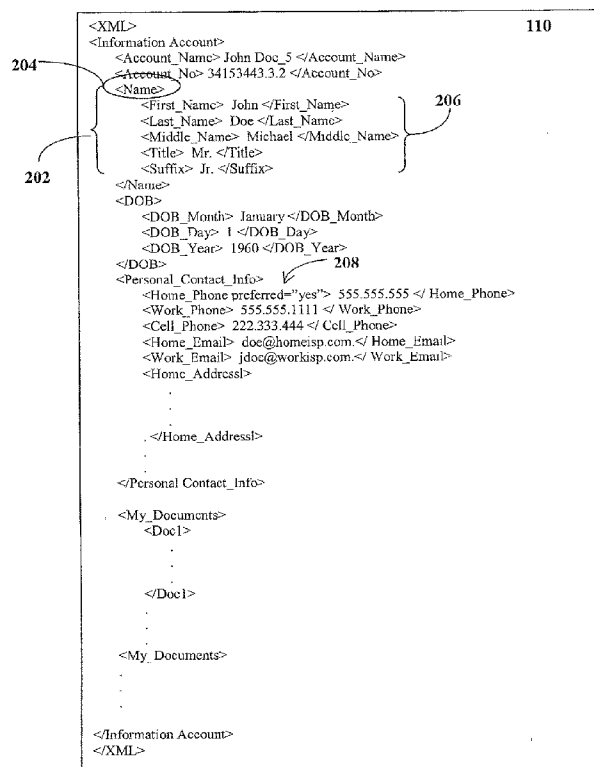 <XML> 110
<Information Account>
<Account_Name> John Doe_5 </Account_Name>
204 <Account_No> 34153443.3.2 </Account_No>
<Name>
<First_Name> John </First_Name> 206
<Last_Name> Doe </Last_Name>
<Middle_Name> Michael </Middle_Name>
<Title> Mr. </Title>
202 <Suffix> Jr. </Suffix>
</Name>
<DOB>
<DOB_Month> January </DOB_Month>
<DOB_Day> 1 </DOB_Day>
<DOB_Year> 1960 </DOB_Year>
</DOB> 208
<Personal_Contact_Info>
<Home_Phone preferred="yes"> 555.555.555 </ Home_Phone>
<Work_Phone> 555.555.1111 </ Work_Phone>
<Cell_Phone> 222.333.444 </ Cell_Phone>
<Home_Email> doe@homeisp.com.</ Home_Email>
<Work_Email> jdoe@workisp.com.</ Work_Email>
<Home_Address1>
.
.
.
. </Home_Address1>
.
.
</Personal Contact_Info>
<My_Documents>
<Doc1>
.
.
.
</Doc1>
.
.
.
<My_Documents>
.
.
.
</Information Account>
</XML>